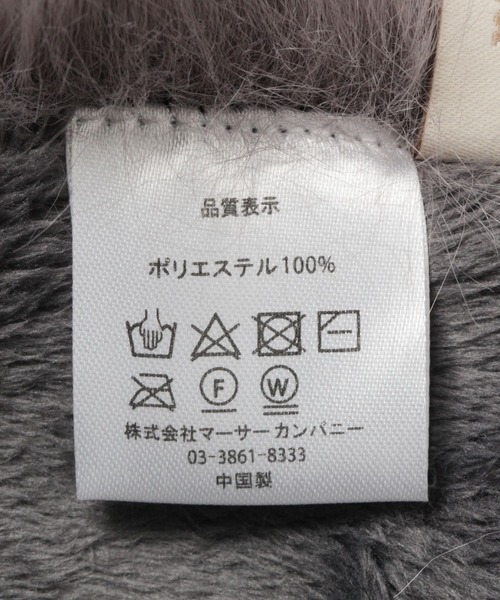 品質表示
ポリエステル100%
F W
株式会社マーサーカンパニー
03-3861-8333
中国製